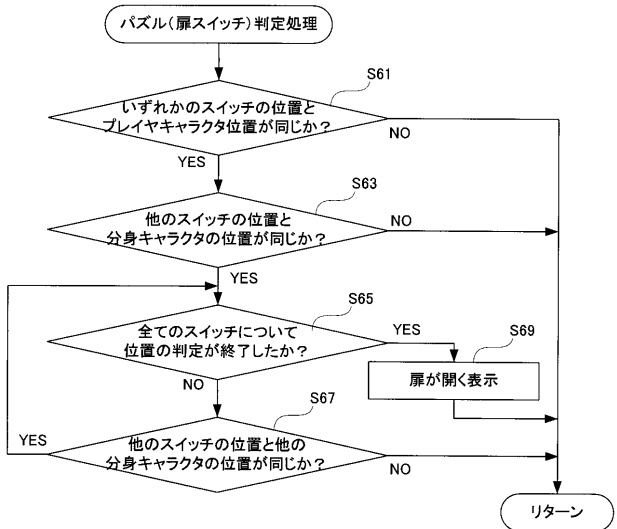 パズル(扉スイッチ)判定処理
S61
いずれかのスイッチの位置と
プレイヤキャラクタ位置が同じか？
NO
YES
S63
他のスイッチの位置と
分身キャラクタの位置が同じか？
NO
YES
S65
全てのスイッチについて
位置の判定が終了したか？
YES
S69
扉が開く表示
NO
S67
YES
他のスイッチの位置と他の
分身キャラクタの位置が同じか？
NO
リターン